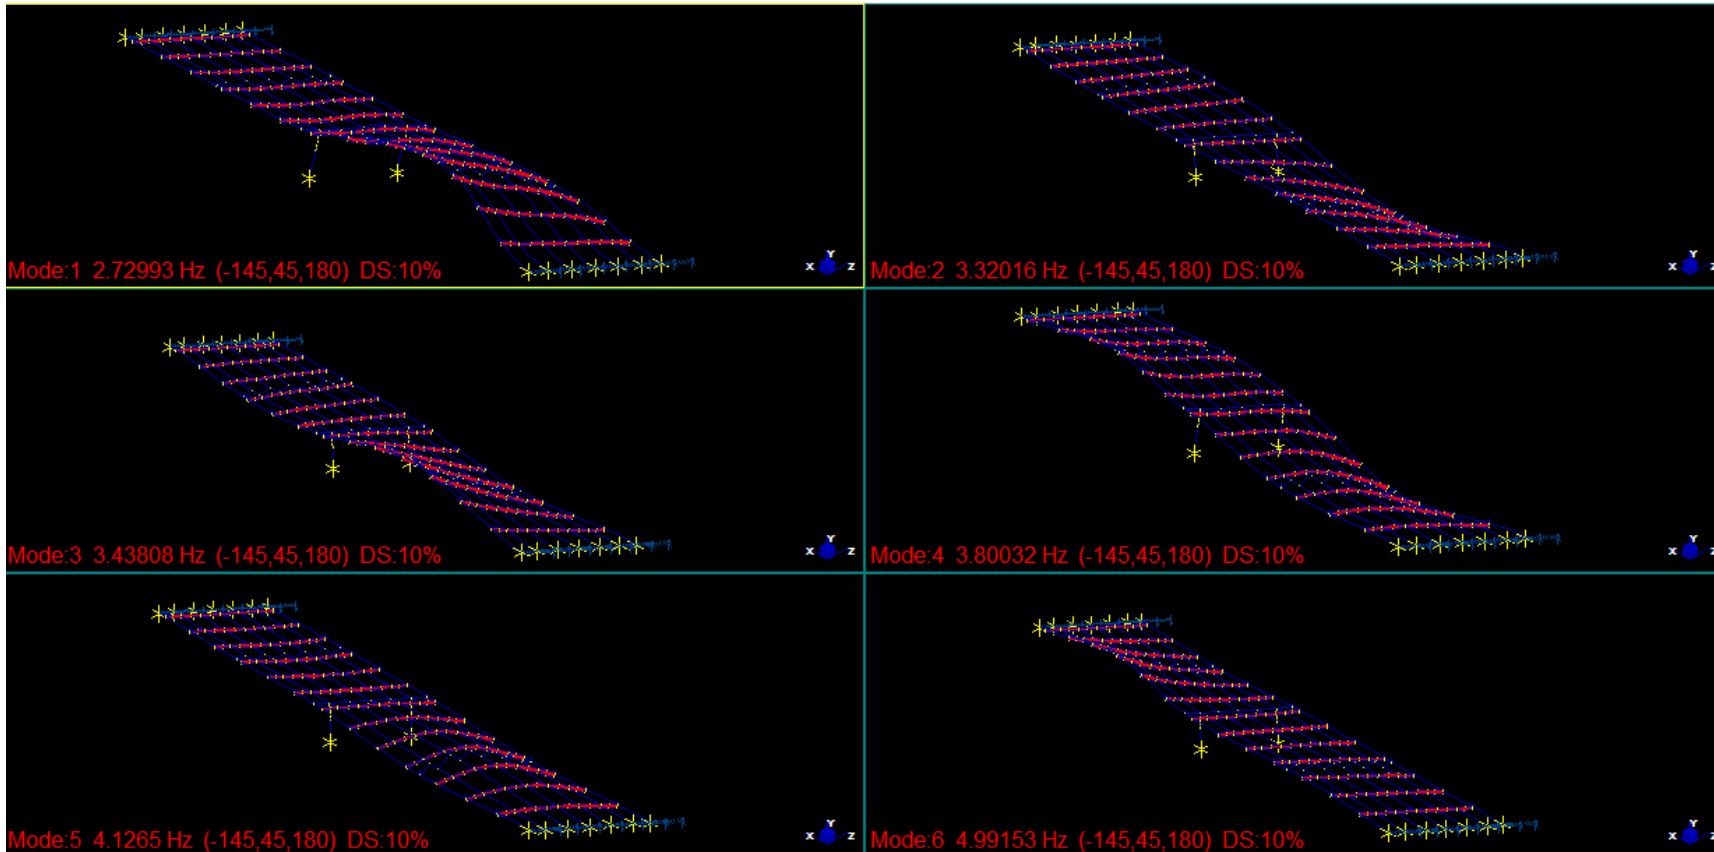 Y
X Z
Mode:1 2.72993 Hz (-145,45,180) DS:10%
Y
X Z
Mode:2 3.32016 Hz (-145,45,180) DS:10%
Y
X Z
Mode:3 3.43808 Hz (-145,45,180) DS:10%
Y
X Z
Mode:4 3.80032 Hz (-145,45,180) DS:10%
Y
X Z
Mode:5 4.1265 Hz (-145,45,180) DS:10%
Y
X Z
Mode:6 4.99153 Hz (-145,45,180) DS:10%